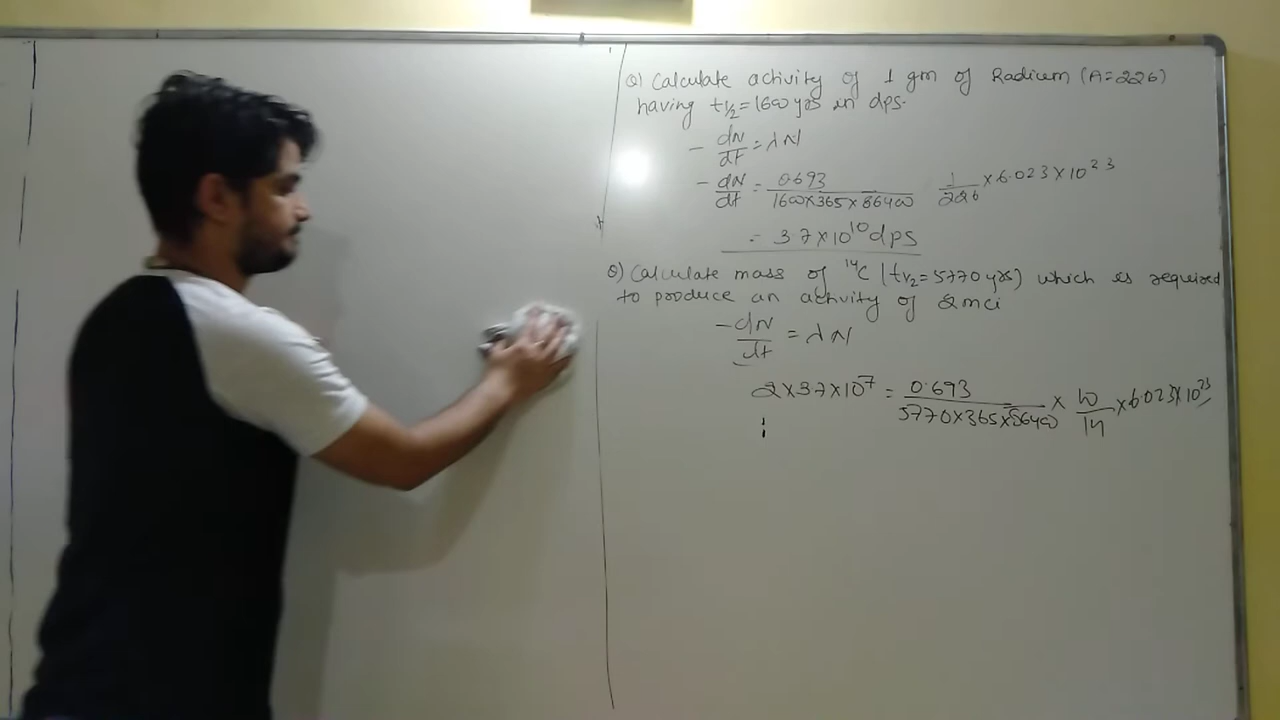 Q) Calculate activity of 1 gm of Radium (A=226)
having t1/2=1600 yrs in dps.
- dN/dt = λN
- dN/dt = 0.693/1600×365×86400 1/226 ×6.023×10^23
= 3.7×10^10 dps
Q) Calculate mass of 14C (t1/2=5770 yrs) which is required
to produce an activity of 2mci
-dN/dt = λN
2×3.7×10^7 = 0.693/5770×365×86400 × w/14 ×6.023×10^23